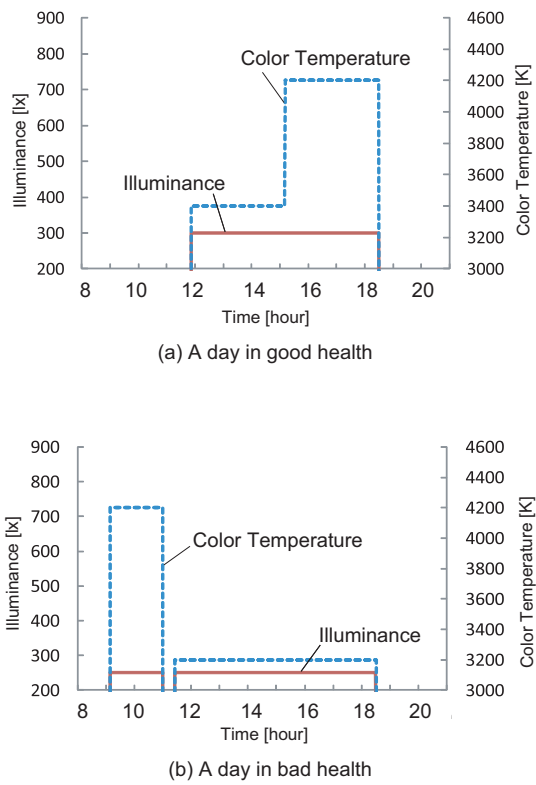 900
800
700
600
500
400
300
200
Illuminance [lx]
Color Temperature
Illuminance
4600
4400
4200
4000
3800
3600
3400
3200
3000
Color Temperature [K]
8 10 12 14 16 18 20
Time [hour]
(a) A day in good health
900
800
700
600
500
400
300
200
Illuminance [lx]
Color Temperature
Illuminance
4600
4400
4200
4000
3800
3600
3400
3200
3000
Color Temperature [K]
8 10 12 14 16 18 20
Time [hour]
(b) A day in bad health